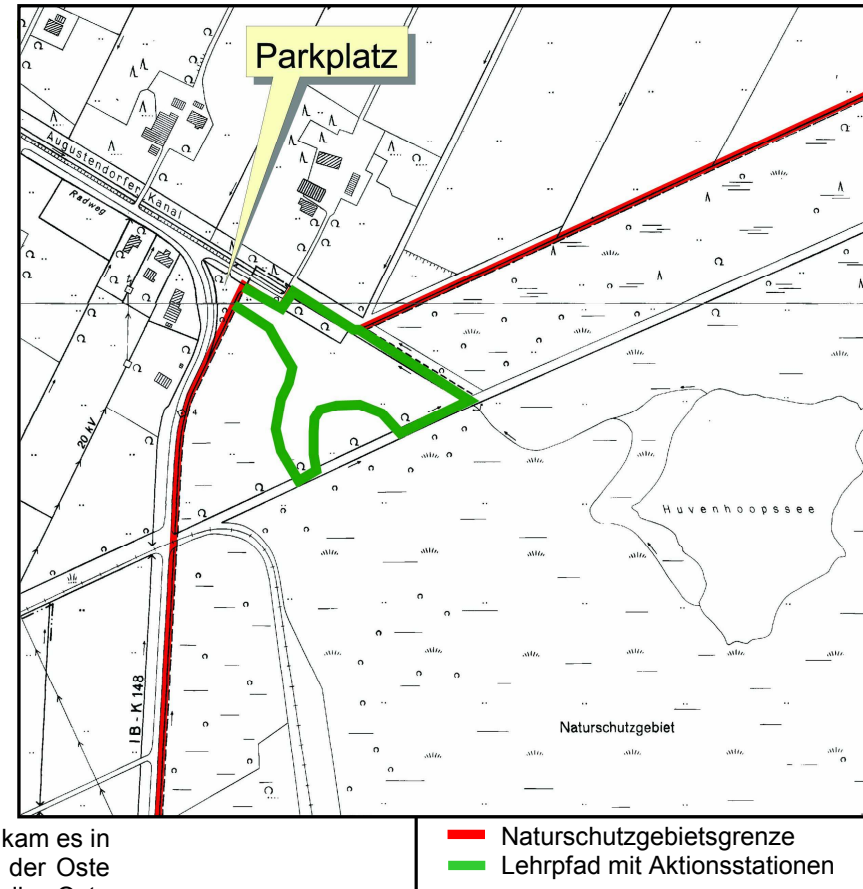 Parkplatz
Augustendorfer Kanal
Radweg
20 kV
4
Huvenhoopssee
IB-K 148
Naturschutzgebiet
kam es in
der Oste
Naturschutzgebietsgrenze
Lehrpfad mit Aktionsstationen